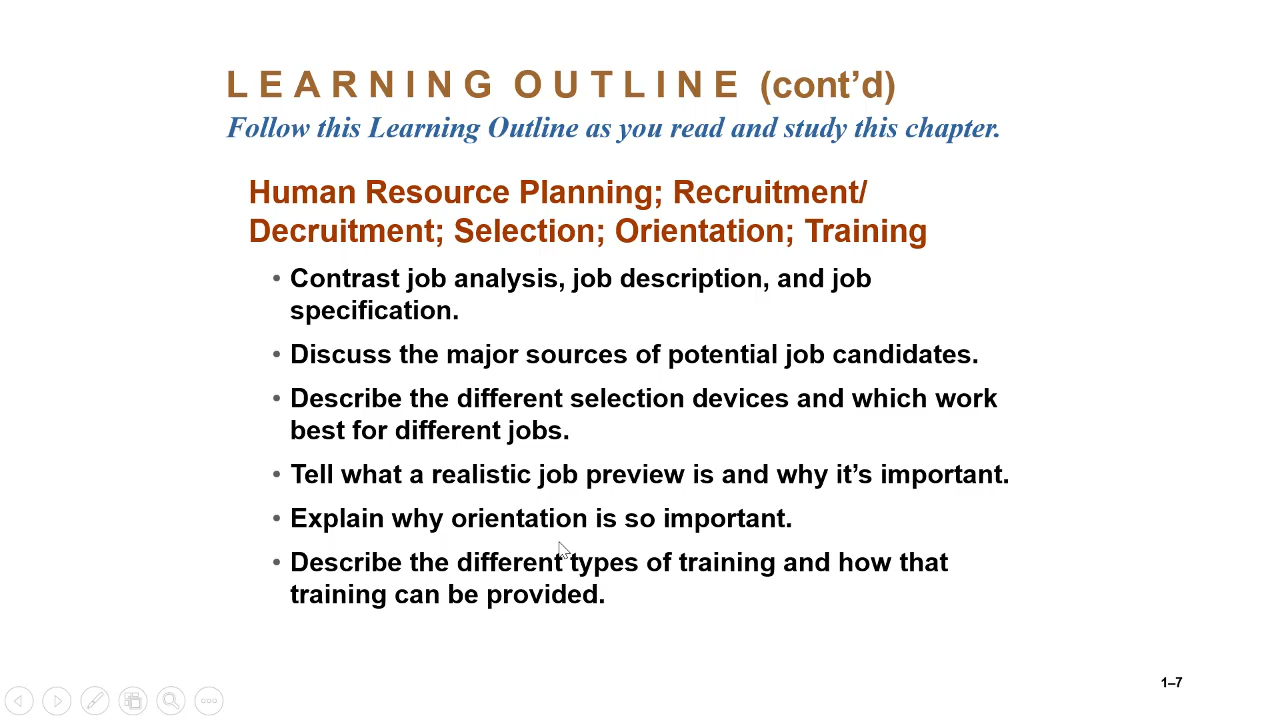 L E A R N I N G  O U T L I N E (cont’d)
Follow this Learning Outline as you read and study this chapter.
Human Resource Planning; Recruitment/
Decruitment; Selection; Orientation; Training
• Contrast job analysis, job description, and job
specification.
• Discuss the major sources of potential job candidates.
• Describe the different selection devices and which work
best for different jobs.
• Tell what a realistic job preview is and why it’s important.
• Explain why orientation is so important.
• Describe the different types of training and how that
training can be provided.
1–7